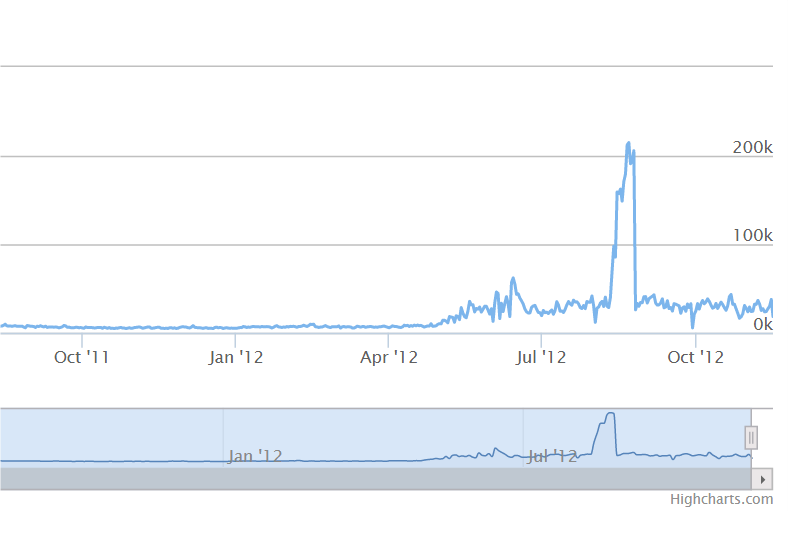 200k
100k
0k
Oct '11 Jan '12 Apr '12 Jul '12 Oct '12
Jan '12 Jul '12
Highcharts.com